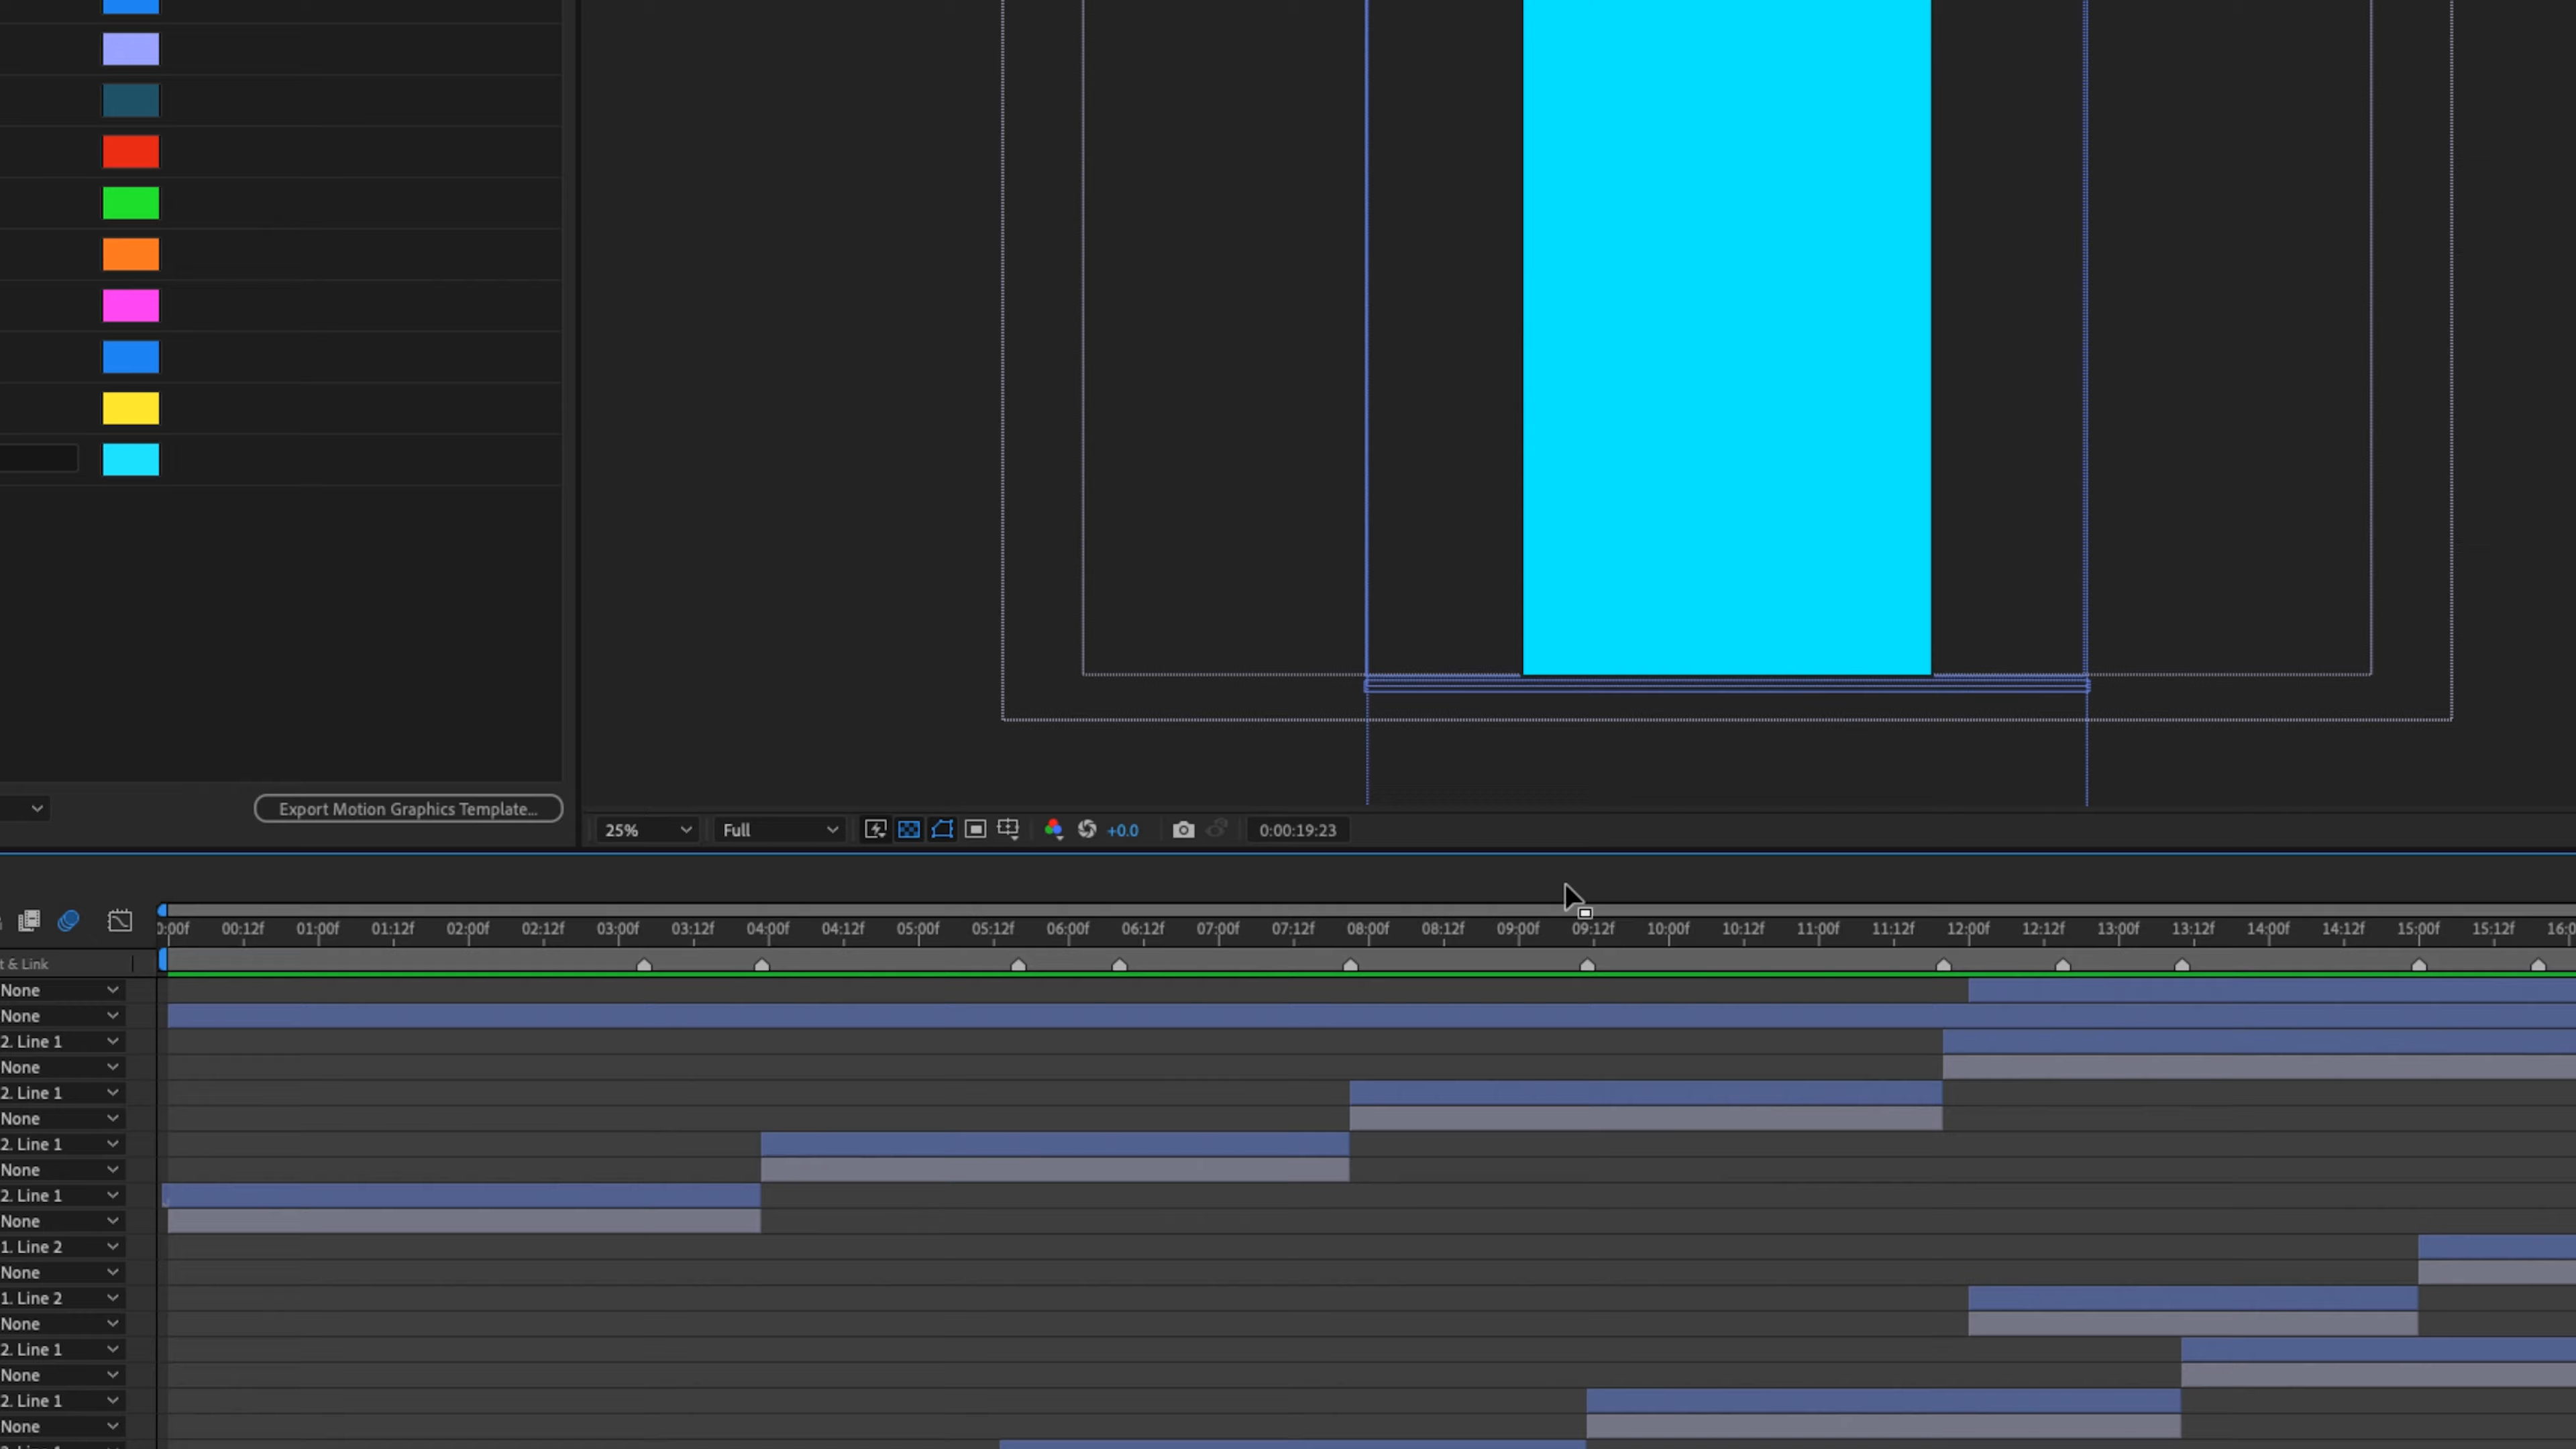 Export Motion Graphics Template...
25% Full +0.0 0:00:19:23
0:00f 00:12f 01:00f 01:12f 02:00f 02:12f 03:00f 03:12f 04:00f 04:12f 05:00f 05:12f 06:00f 06:12f 07:00f 07:12f 08:00f 08:12f 09:00f 09:12f 10:00f 10:12f 11:00f 11:12f 12:00f 12:12f 13:00f 13:12f 14:00f 14:12f 15:00f 15:12f 16:0
t & Link
None
None
2. Line 1
None
2. Line 1
None
2. Line 1
None
2. Line 1
None
1. Line 2
None
1. Line 2
None
2. Line 1
None
2. Line 1
None